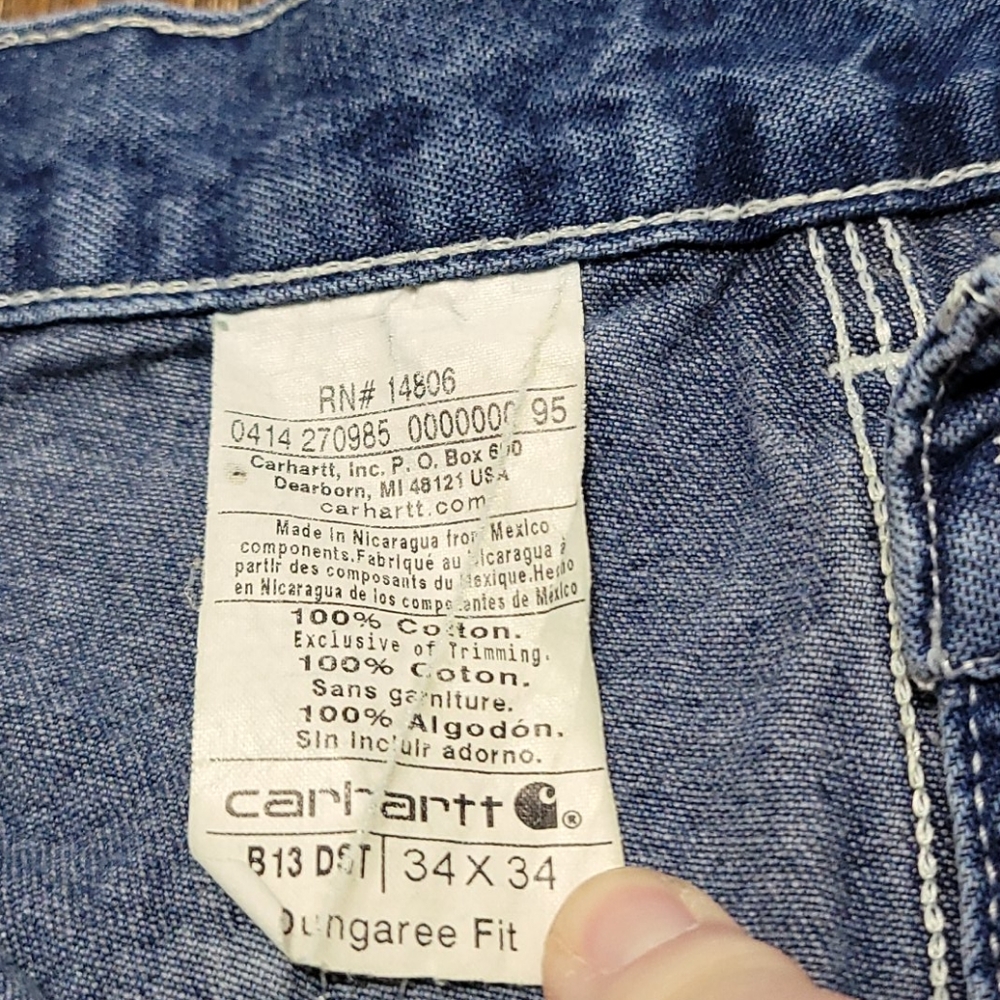 RN# 14806
0414 270985 0000000 95
Carhartt, Inc. P. O. Box 600
Dearborn, MI 48121 USA
carhartt.com
Made in Nicaragua from Mexico
components.Fabriqué au Nicaragua à
partir des composants du Mexique.Hecho
en Nicaragua de los componentes de México
100% Cotton.
Exclusive of Trimming.
100% Coton.
Sans garniture.
100% Algodón.
Sin incluir adorno.
carhartt ®
B13 DST | 34 X 34
Dungaree Fit